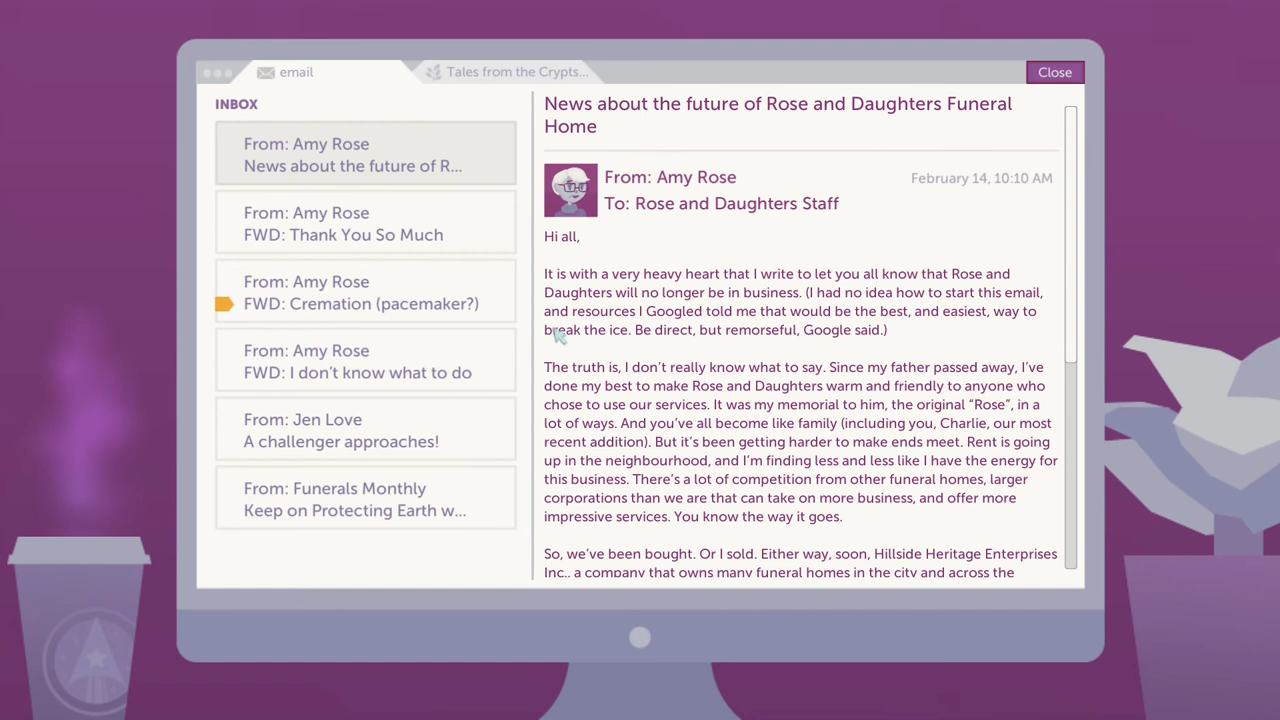 email
Tales from the Crypts...
Close
INBOX
From: Amy Rose
News about the future of R...
From: Amy Rose
FWD: Thank You So Much
From: Amy Rose
FWD: Cremation (pacemaker?)
From: Amy Rose
FWD: I don't know what to do
From: Jen Love
A challenger approaches!
From: Funerals Monthly
Keep on Protecting Earth w...
News about the future of Rose and Daughters Funeral
Home
From: Amy Rose
February 14, 10:10 AM
To: Rose and Daughters Staff
Hi all,
It is with a very heavy heart that I write to let you all know that Rose and
Daughters will no longer be in business. (I had no idea how to start this email,
and resources I Googled told me that would be the best, and easiest, way to
break the ice. Be direct, but remorseful, Google said.)
The truth is, I don't really know what to say. Since my father passed away, I've
done my best to make Rose and Daughters warm and friendly to anyone who
chose to use our services. It was my memorial to him, the original "Rose", in a
lot of ways. And you've all become like family (including you, Charlie, our most
recent addition). But it's been getting harder to make ends meet. Rent is going
up in the neighbourhood, and I'm finding less and less like I have the energy for
this business. There's a lot of competition from other funeral homes, larger
corporations than we are that can take on more business, and offer more
impressive services. You know the way it goes.
So, we've been bought. Or I sold. Either way, soon, Hillside Heritage Enterprises
Inc., a company that owns many funeral homes in the city and across the